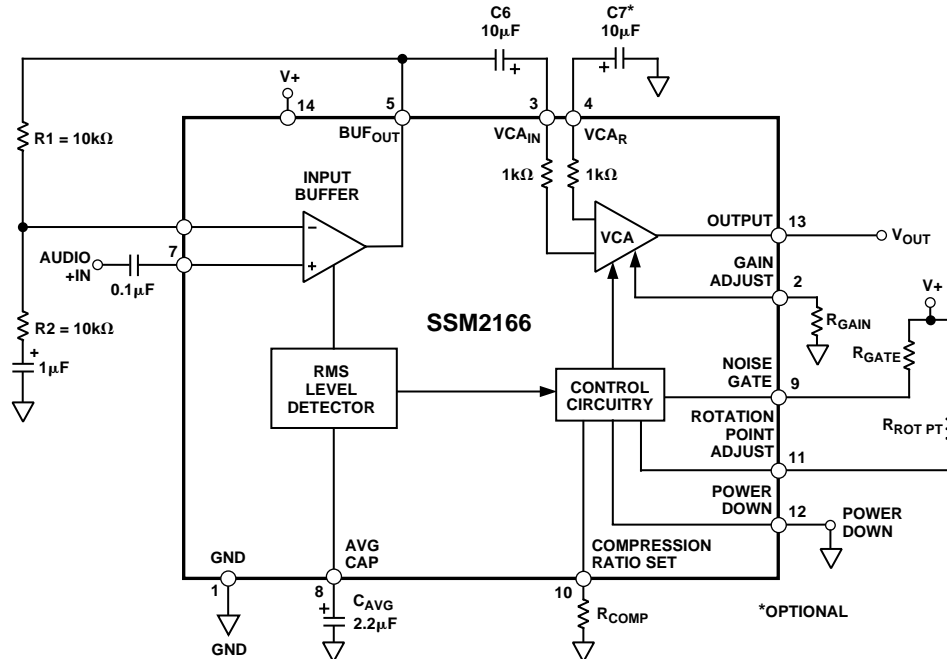 C6
10μF
C7*
10μF
V+
14
5
3
4
BUFOUT
VCAIN
VCAR
R1 = 10kΩ
1kΩ
1kΩ
INPUT
BUFFER
−
+
VCA
OUTPUT
13
VOUT
7
AUDIO
+IN
0.1μF
GAIN
ADJUST
2
V+
RGAIN
R2 = 10kΩ
+
1μF
SSM2166
RGATE
RMS
LEVEL
DETECTOR
CONTROL
CIRCUITRY
NOISE
GATE
9
ROTATION
POINT
ADJUST
RROT PT
11
POWER
DOWN
12
POWER
DOWN
GND
1
GND
AVG
CAP
8
+
CAVG
2.2μF
COMPRESSION
RATIO SET
10
RCOMP
*OPTIONAL
+
+